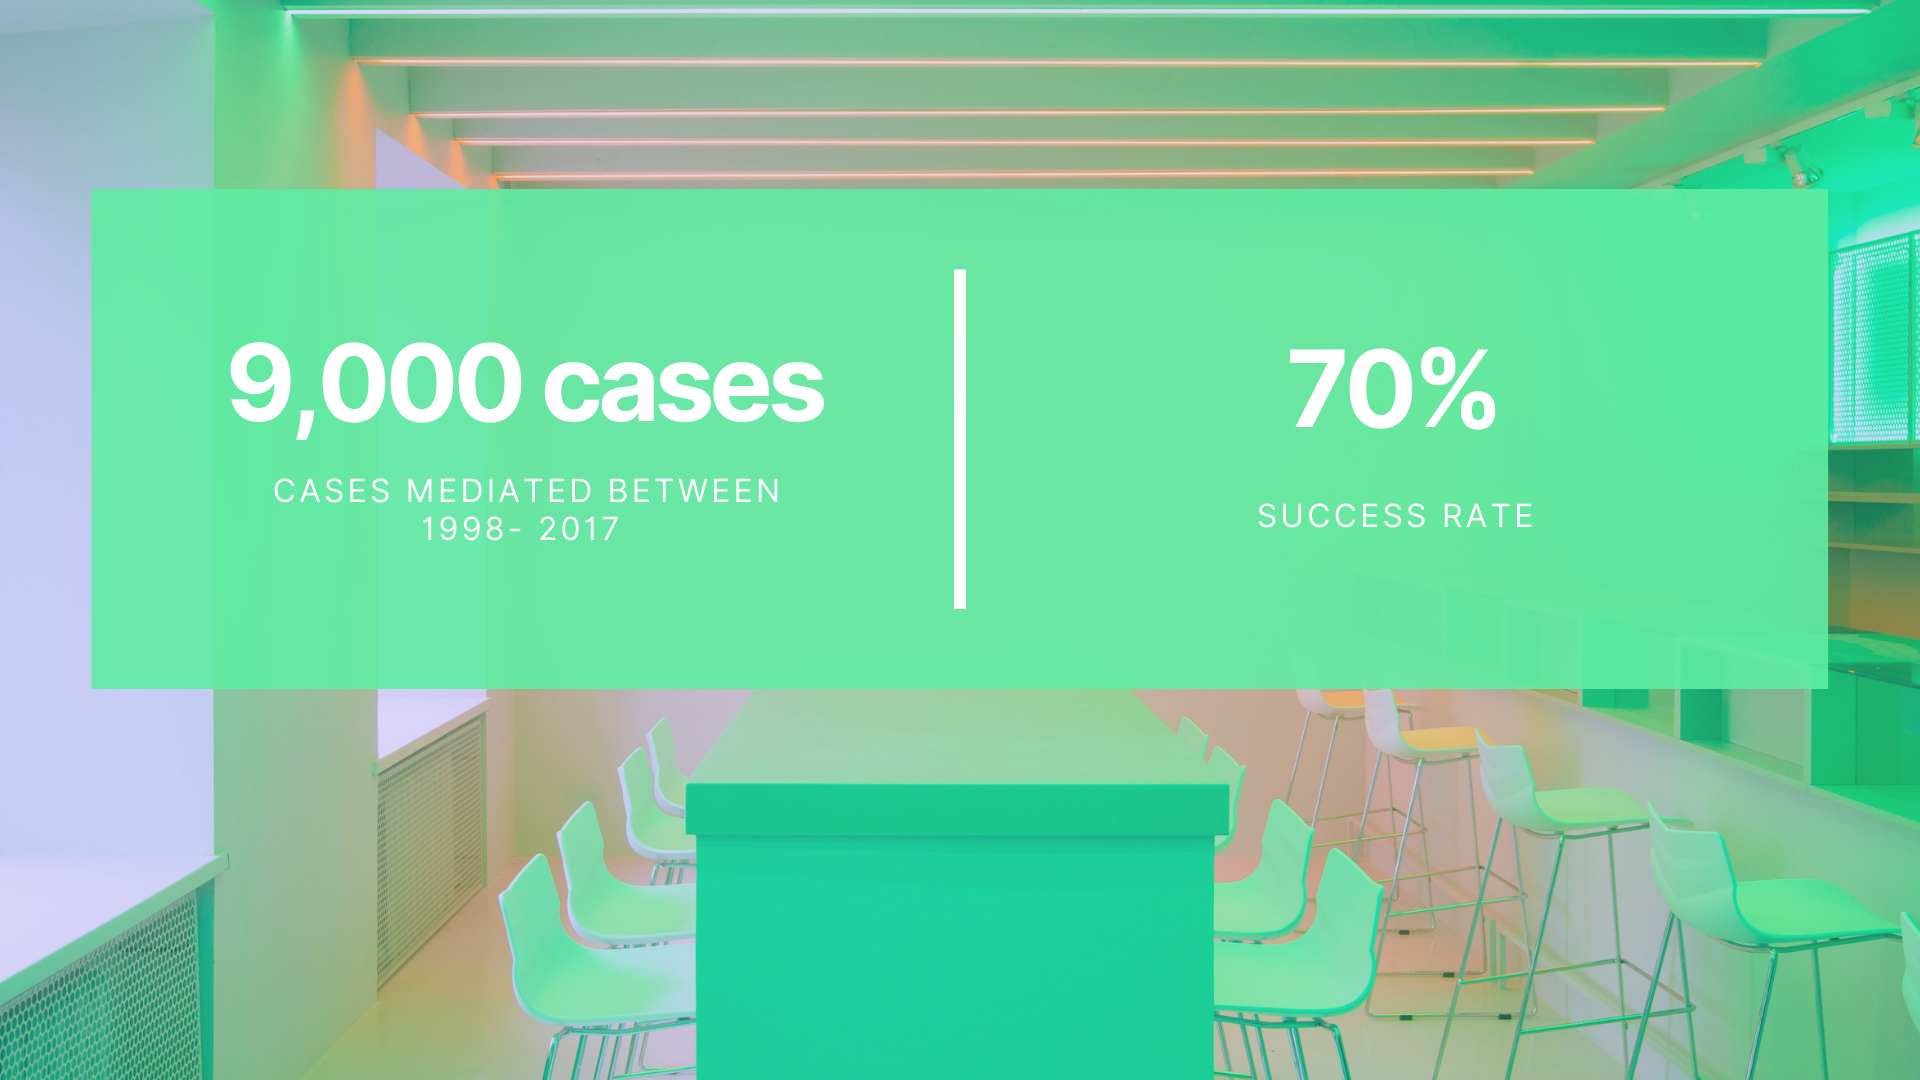 9,000 cases
CASES MEDIATED BETWEEN
1998- 2017
70%
SUCCESS RATE